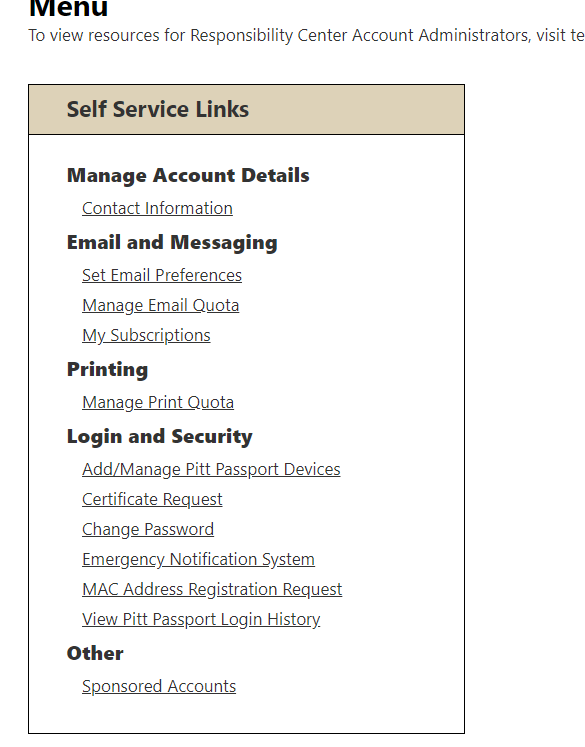 Menu
To view resources for Responsibility Center Account Administrators, visit te
Self Service Links
Manage Account Details
Contact Information
Email and Messaging
Set Email Preferences
Manage Email Quota
My Subscriptions
Printing
Manage Print Quota
Login and Security
Add/Manage Pitt Passport Devices
Certificate Request
Change Password
Emergency Notification System
MAC Address Registration Request
View Pitt Passport Login History
Other
Sponsored Accounts